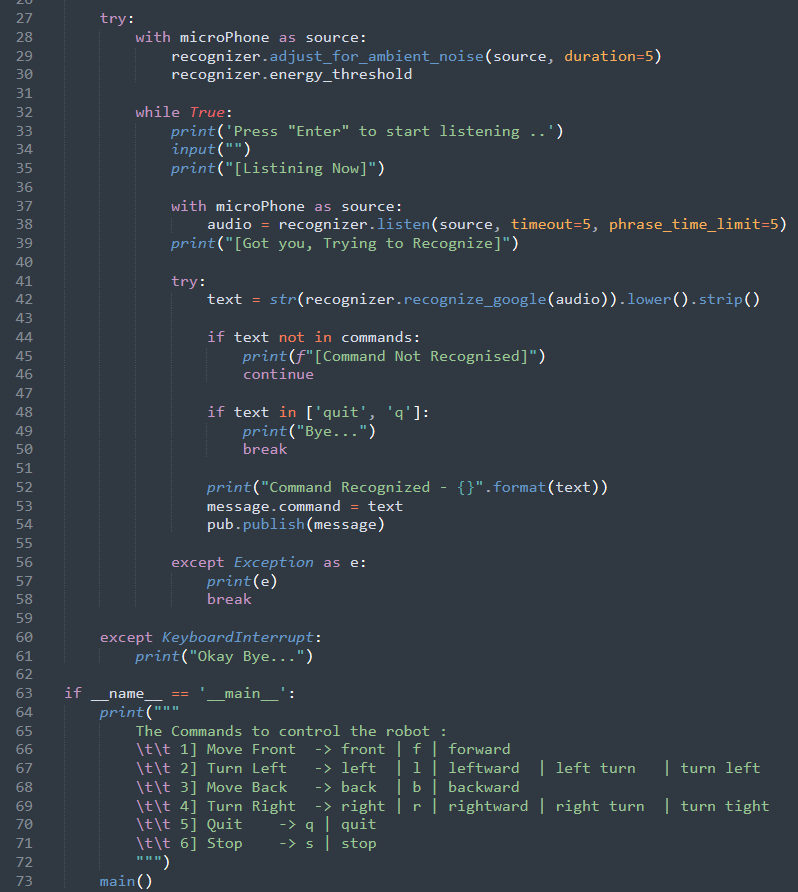 27 try:
28 with microPhone as source:
29 recognizer.adjust_for_ambient_noise(source, duration=5)
30 recognizer.energy_threshold
31
32 while True:
33 print('Press "Enter" to start listening ..')
34 input("")
35 print("[Listining Now]")
36
37 with microPhone as source:
38 audio = recognizer.listen(source, timeout=5, phrase_time_limit=5)
39 print("[Got you, Trying to Recognize]")
40
41 try:
42 text = str(recognizer.recognize_google(audio)).lower().strip()
43
44 if text not in commands:
45 print(f"[Command Not Recognised]")
46 continue
47
48 if text in ['quit', 'q']:
49 print("Bye...")
50 break
51
52 print("Command Recognized - {}".format(text))
53 message.command = text
54 pub.publish(message)
55
56 except Exception as e:
57 print(e)
58 break
59
60 except KeyboardInterrupt:
61 print("Okay Bye...")
62
63 if __name__ == '__main__':
64 print("""
65 The Commands to control the robot :
66 \t\t 1] Move Front -> front | f | forward
67 \t\t 2] Turn Left -> left | l | leftward | left turn | turn left
68 \t\t 3] Move Back -> back | b | backward
69 \t\t 4] Turn Right -> right | r | rightward | right turn | turn tight
70 \t\t 5] Quit -> q | quit
71 \t\t 6] Stop -> s | stop
72 """)
73 main()